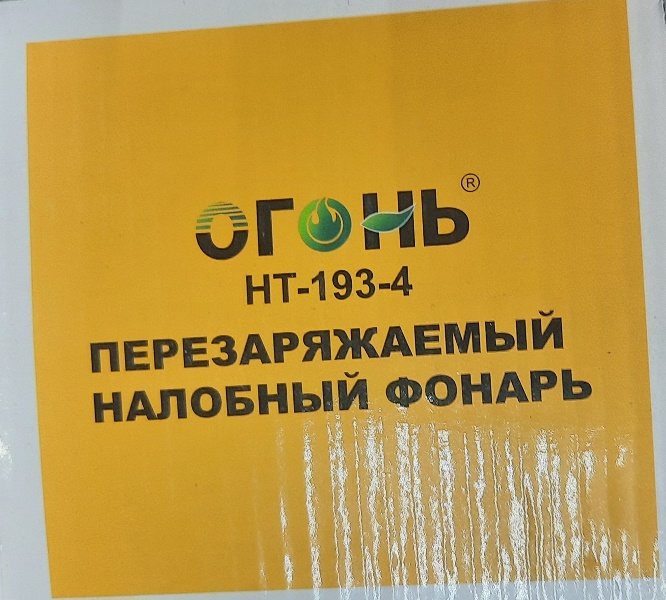 ОГОНЬ®
НТ-193-4
ПЕРЕЗАРЯЖАЕМЫЙ
НАЛОБНЫЙ ФОНАРЬ